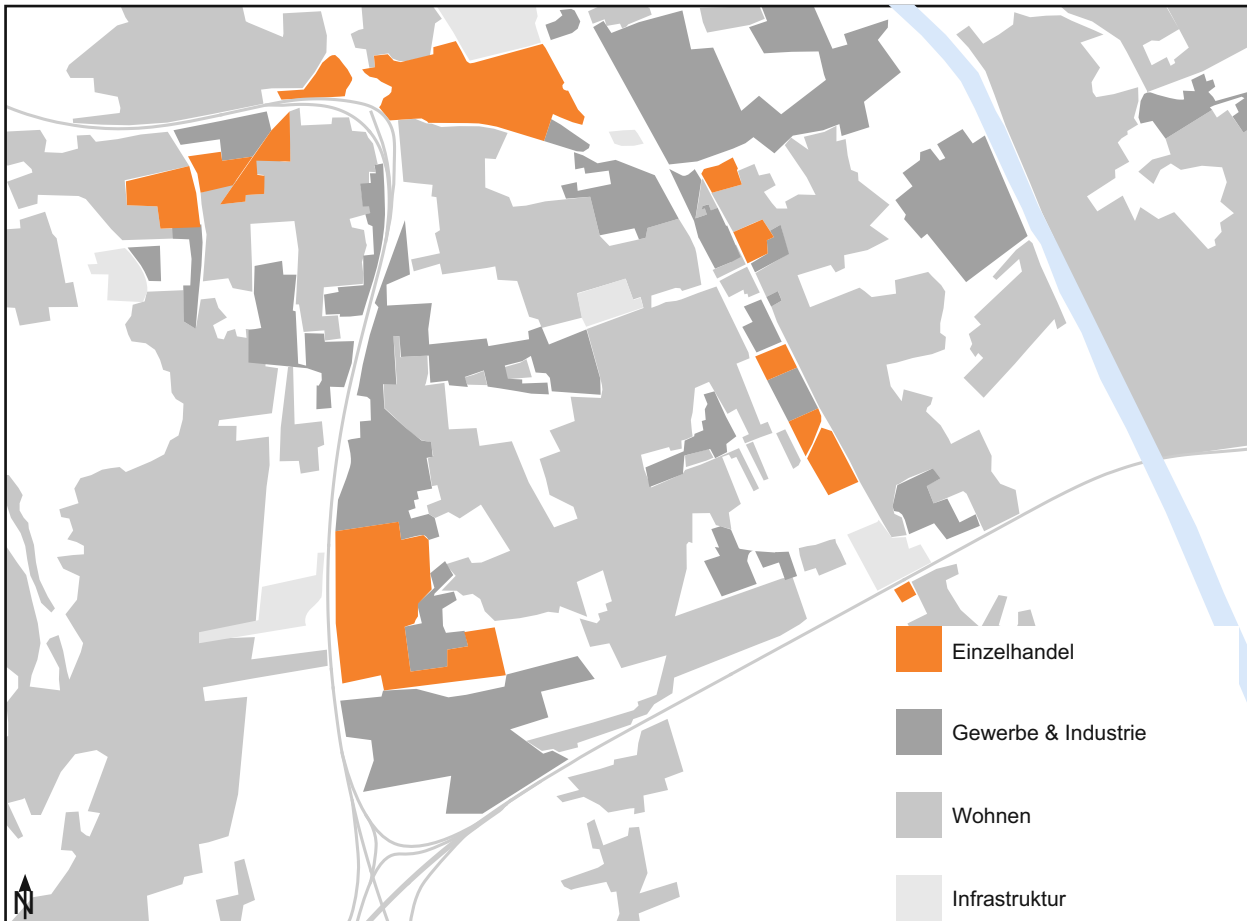 Einzelhandel
Gewerbe & Industrie
Wohnen
Infrastruktur
N